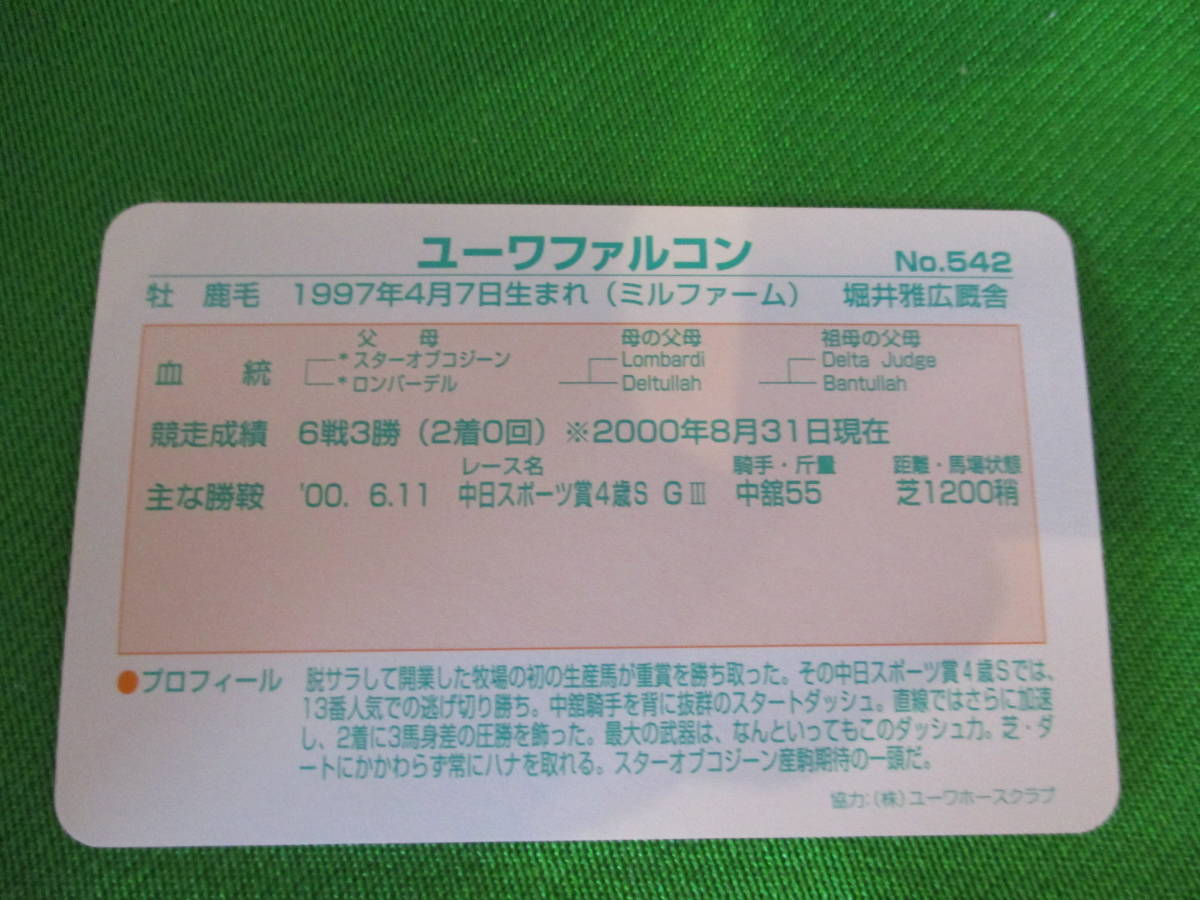 ユーワファルコン No.542
牡 鹿毛 1997年4月7日生まれ (ミルファーム) 堀井雅広厩舎
父 母 母の父母 祖母の父母
血 統 *スターオブコジーン Lombardi Delta Judge
*ロンバーデル Deltullah Bantullah
競走成績 6戦3勝 (2着0回) ※2000年8月31日現在
レース名 騎手・斤量 距離・馬場状態
主な勝鞍 '00. 6.11 中日スポーツ賞4歳S GⅢ 中舘55 芝1200稍
●プロフィール 脱サラして開業した牧場の初の生産馬が重賞を勝ち取った。その中日スポーツ賞4歳Sでは、
13番人気での逃げ切り勝ち。中舘騎手を背に抜群のスタートダッシュ。直線ではさらに加速
し、2着に3馬身差の圧勝を飾った。最大の武器は、なんといってもこのダッシュ力。芝・ダ
ートにかかわらず常にハナを取れる。スターオブコジーン産駒期待の一頭だ。
協力:(株)ユーワホースクラブ